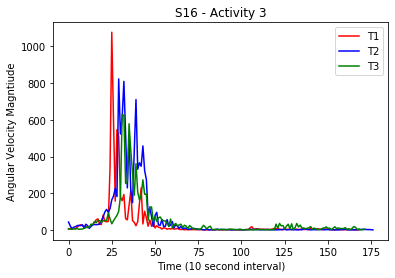 S16 - Activity 3
T1
T2
T3
Angular Velocity Magntiude
1000
800
600
400
200
0
0 25 50 75 100 125 150 175
Time (10 second interval)